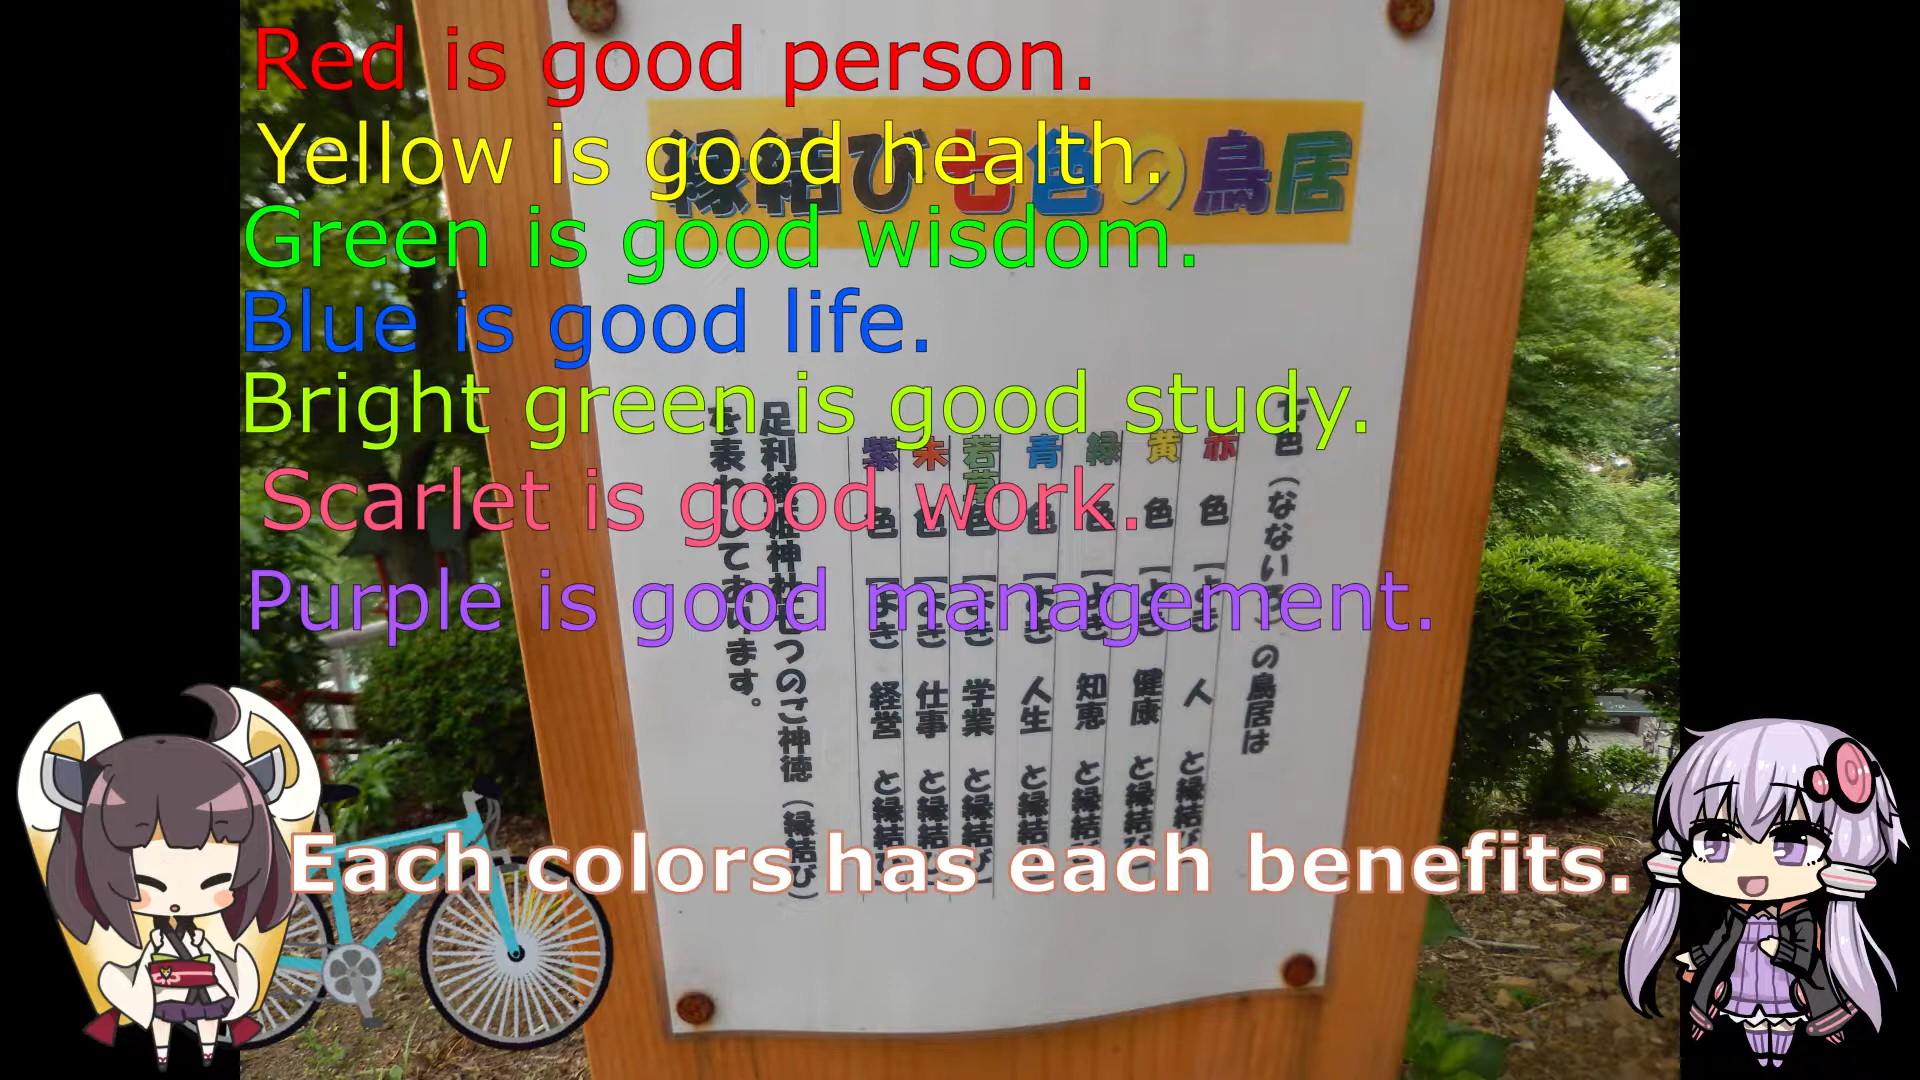 Red is good person.
Yellow is good health.
Green is good wisdom.
Blue is good life.
Bright green is good study.
Scarlet is good work.
Purple is good management.
Each colors has each benefits.
縁結び七色の鳥居
七色（なないろ）の鳥居は
赤色【よき 人 と縁結び
黄色【よき 健康 と縁結び
緑色【よき 知恵 と縁結
青色【よき 人生 と縁結
若草色【よき 学業 と縁結び
朱色【よき 仕事 と縁結
紫色【よき 経営 と縁結び
足利織姫神社七つのご神徳（縁結び）
を表わしております。